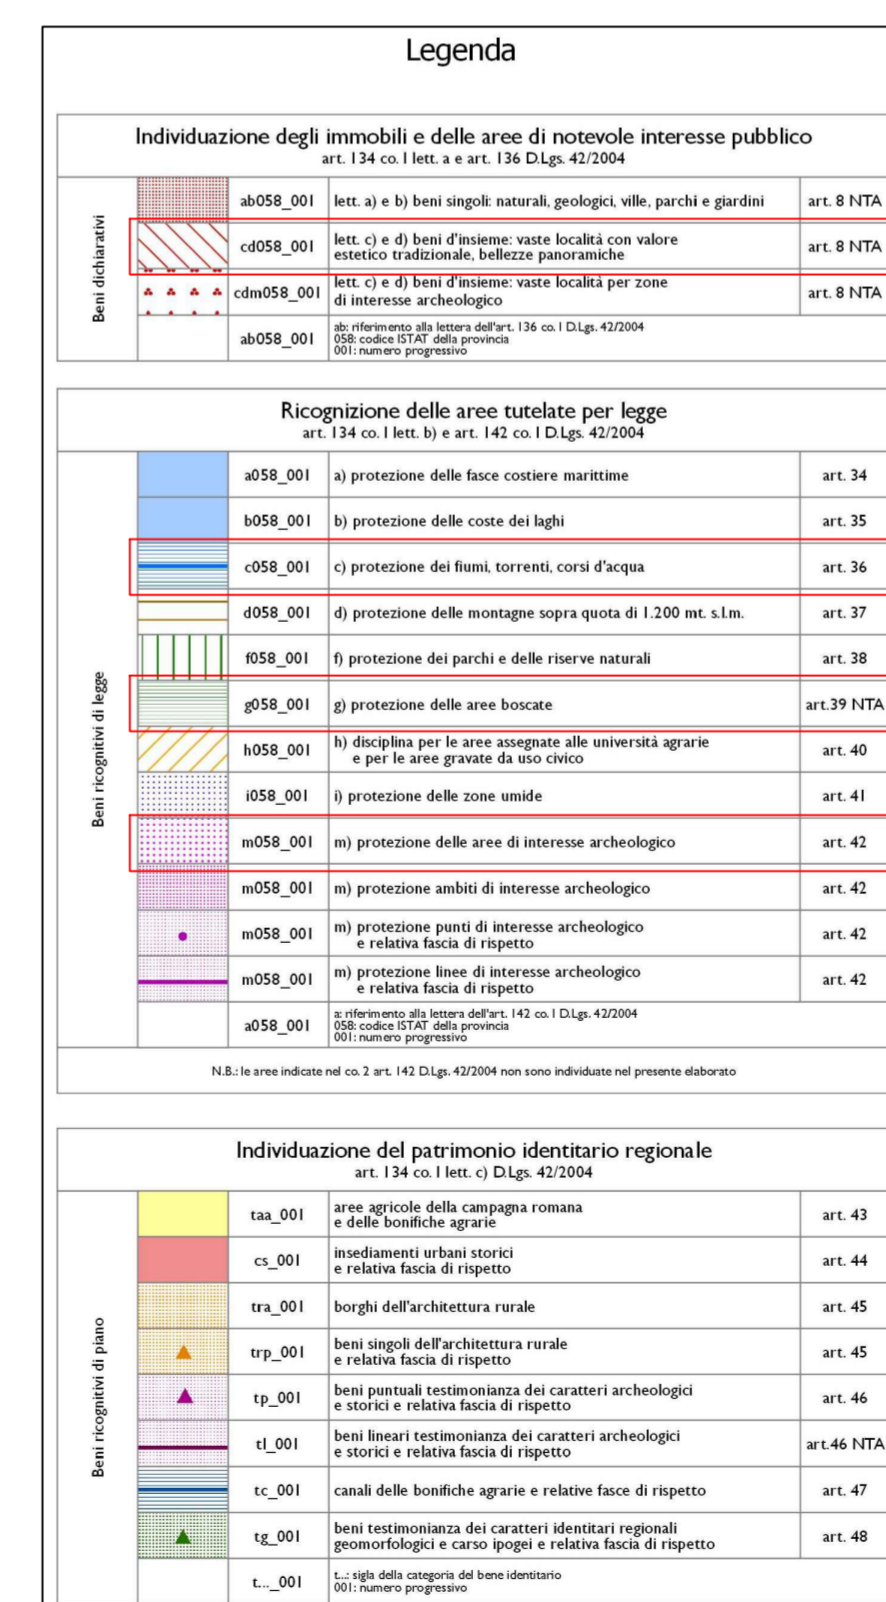 Legenda
Individuazione degli immobili e delle aree di notevole interesse pubblico
art. 134 co. 1 lett. a e art. 136 D.Lgs. 42/2004
Beni dichiarativi
ab058_001 lett. a) e b) beni singoli: naturali, geologici, ville, parchi e giardini art. 8 NTA
cd058_001 lett. c) e d) beni d'insieme: vaste località con valore
estetico tradizionale, bellezze panoramiche art. 8 NTA
cdm058_001 lett. c) e d) beni d'insieme: vaste località per zone
di interesse archeologico art. 8 NTA
ab058_001 ab: riferimento alla lettera dell'art. 136 co. 1 D.Lgs. 42/2004
058: codice ISTAT della provincia
001: numero progressivo
Ricognizione delle aree tutelate per legge
art. 134 co. 1 lett. b) e art. 142 co. 1 D.Lgs. 42/2004
Beni ricognitivi di legge
a058_001 a) protezione delle fasce costiere marittime art. 34
b058_001 b) protezione delle coste dei laghi art. 35
c058_001 c) protezione dei fiumi, torrenti, corsi d'acqua art. 36
d058_001 d) protezione delle montagne sopra quota di 1.200 mt. s.l.m. art. 37
f058_001 f) protezione dei parchi e delle riserve naturali art. 38
g058_001 g) protezione delle aree boscate art.39 NTA
h058_001 h) disciplina per le aree assegnate alle università agrarie
e per le aree gravate da uso civico art. 40
i058_001 i) protezione delle zone umide art. 41
m058_001 m) protezione delle aree di interesse archeologico art. 42
m058_001 m) protezione ambiti di interesse archeologico art. 42
m058_001 m) protezione punti di interesse archeologico
e relativa fascia di rispetto art. 42
m058_001 m) protezione linee di interesse archeologico
e relativa fascia di rispetto art. 42
a058_001 a: riferimento alla lettera dell'art. 142 co. 1 D.Lgs. 42/2004
058: codice ISTAT della provincia
001: numero progressivo
N.B.: le aree indicate nel co. 2 art. 142 D.Lgs. 42/2004 non sono individuate nel presente elaborato
Individuazione del patrimonio identitario regionale
art. 134 co. 1 lett. c) D.Lgs. 42/2004
Beni ricognitivi di piano
taa_001 aree agricole della campagna romana
e delle bonifiche agrarie art. 43
cs_001 insediamenti urbani storici
e relativa fascia di rispetto art. 44
tra_001 borghi dell'architettura rurale art. 45
trp_001 beni singoli dell'architettura rurale
e relativa fascia di rispetto art. 45
tp_001 beni puntuali testimonianza dei caratteri archeologici
e storici e relativa fascia di rispetto art. 46
tl_001 beni lineari testimonianza dei caratteri archeologici
e storici e relativa fascia di rispetto art.46 NTA
tc_001 canali delle bonifiche agrarie e relative fasce di rispetto art. 47
tg_001 beni testimonianza dei caratteri identitari regionali
geomorfologici e carso ipogei e relativa fascia di rispetto art. 48
t..._001 t...: sigla della categoria del bene identitario
001: numero progressivo